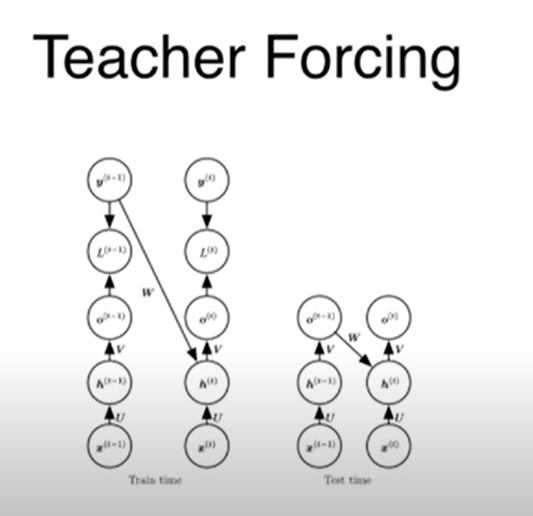 Teacher Forcing
y^(t−1) y^(t)
L^(t−1) L^(t)
W
o^(t−1) o^(t) o^(t−1) o^(t)
W
V V V V
h^(t−1) h^(t) h^(t−1) h^(t)
U U U U
x^(t−1) x^(t) x^(t−1) x^(t)
Train time Test time